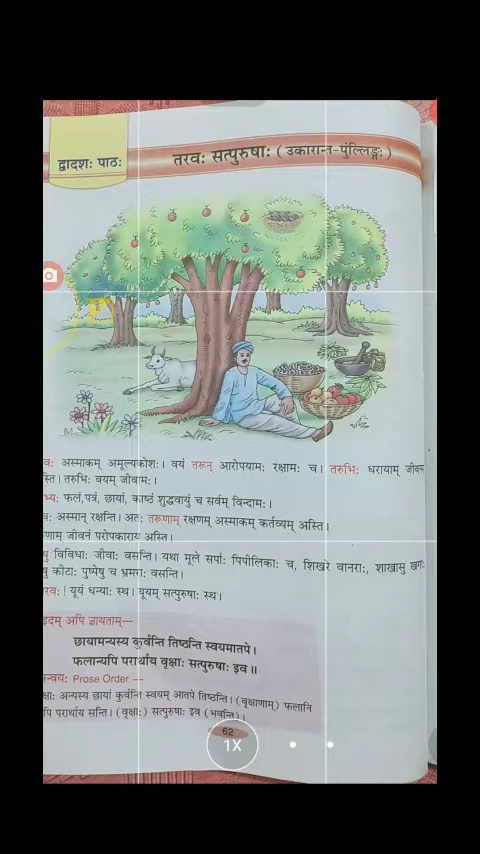 द्वादशः पाठः
तरवः सत्पुरुषाः (उकारान्त-पुंल्लिङ्गः)
वः अस्माकम् अमूल्यकोशः। वयं तरून् आरोपयामः रक्षामः च। तरुभिः धरायाम् जीवन
स्ति। तरुभिः वयम् जीवामः।
भ्यः फलं,पत्रं, छायां, काष्ठं शुद्धवायुं च सर्वम् विन्दामः।
वः अस्मान् रक्षन्ति। अतः तरूणाम् रक्षणम् अस्माकम् कर्तव्यम् अस्ति।
णाम् जीवनं परोपकाराय अस्ति।
षु विविधाः जीवाः वसन्ति। यथा मूले सर्पाः पिपीलिकाः च, शिखरे वानराः, शाखासु खगाः
षु कीटाः पुष्पेषु च भ्रमराः वसन्ति।
रवः! यूयं धन्याः स्थ। यूयम् सत्पुरुषाः स्थ।
इदम् अपि ज्ञायताम्—
छायामन्यस्य कुर्वन्ति तिष्ठन्ति स्वयमातपे।
फलान्यपि परार्थाय वृक्षाः सत्पुरुषाः इव॥
न्वयः Prose Order —
क्षाः अन्यस्य छायां कुर्वन्ति स्वयम् आतपे तिष्ठन्ति। (वृक्षाणाम्) फलानि
पि परार्थाय सन्ति। (वृक्षाः) सत्पुरुषाः इव (भवन्ति)।
62
1X